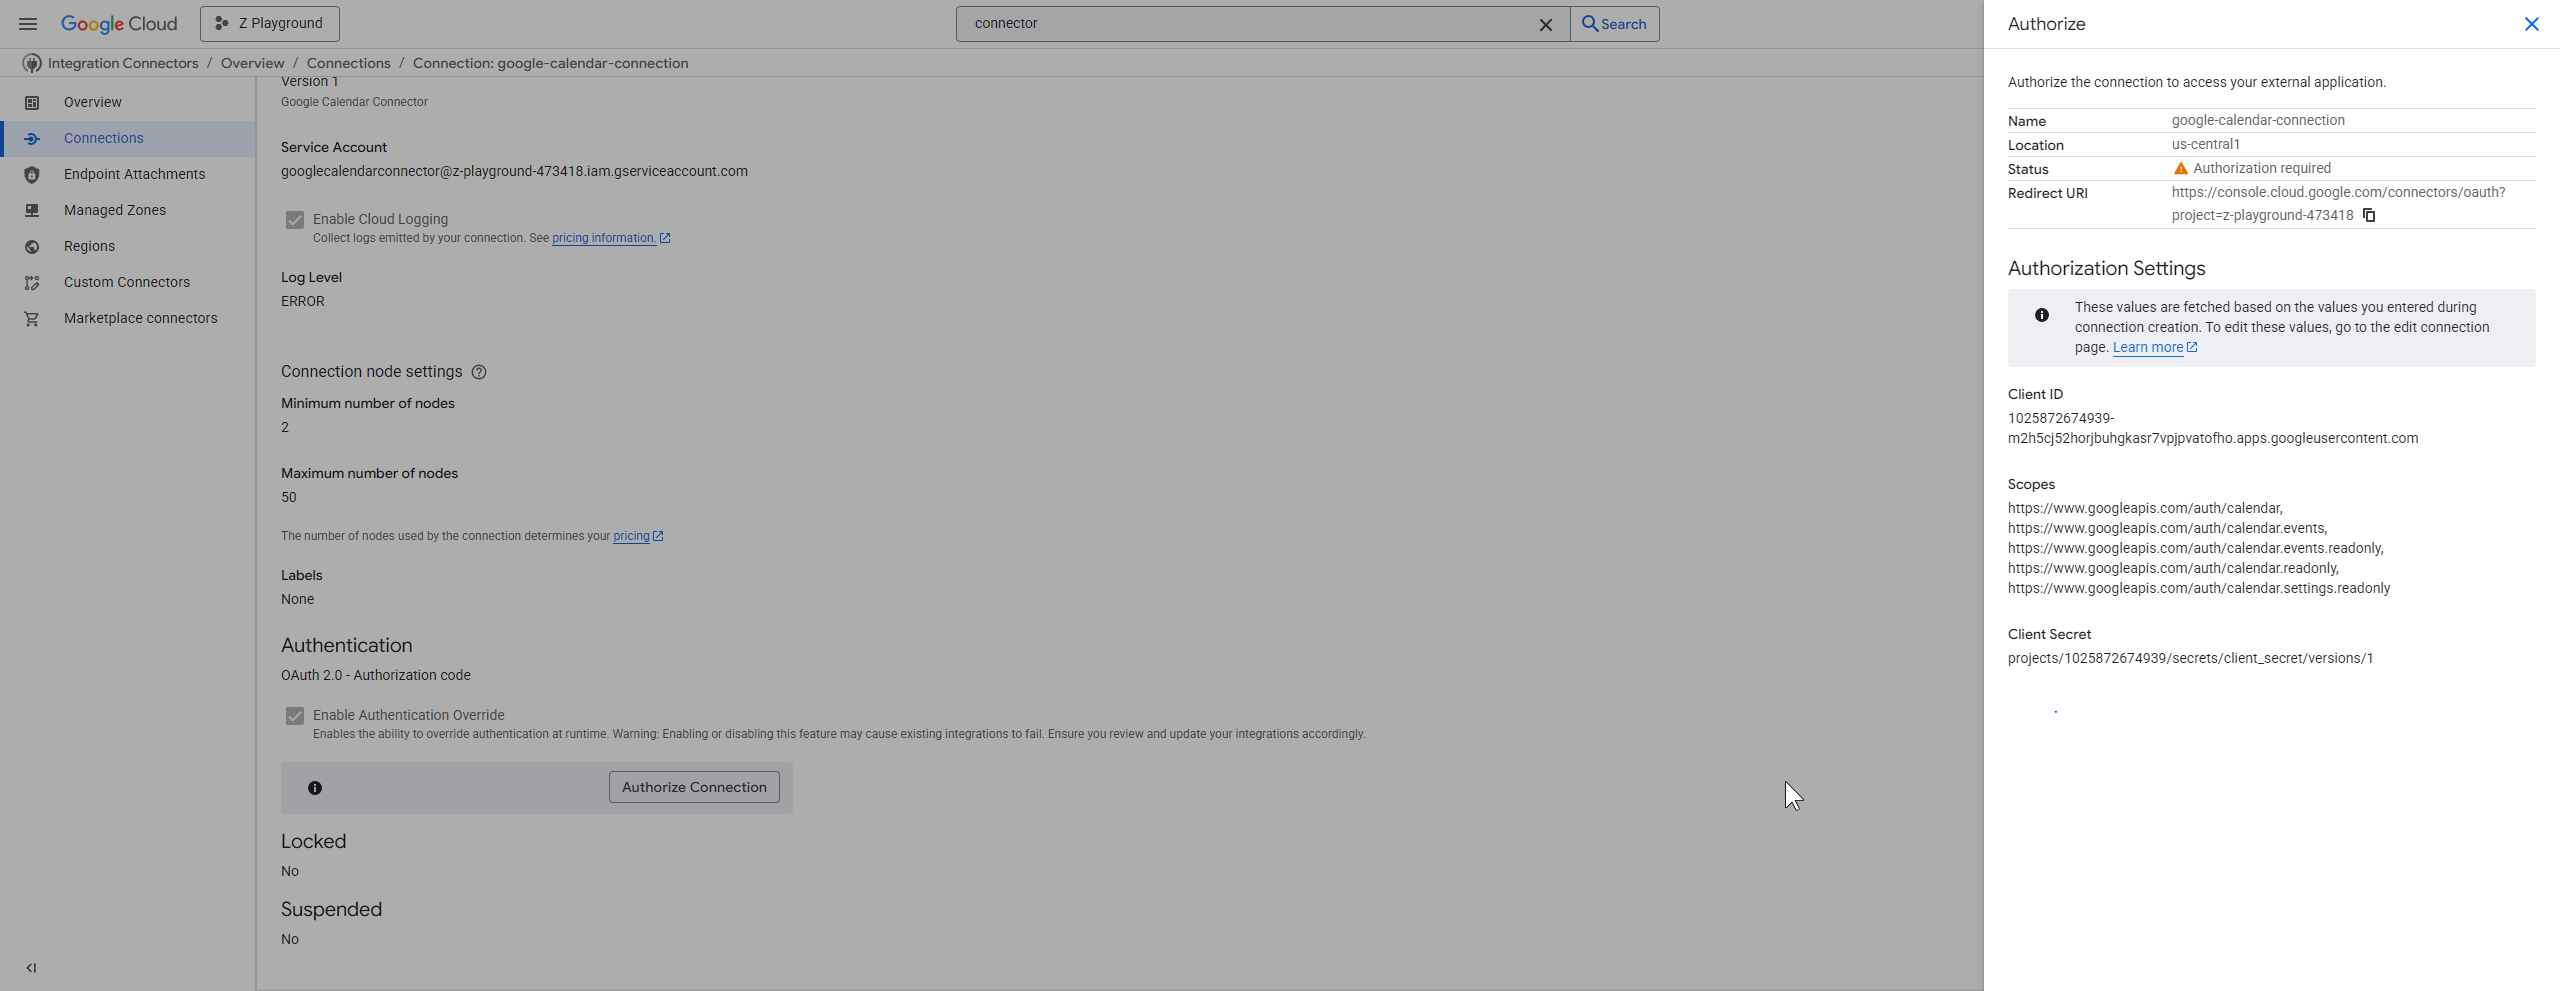 Google Cloud
Z Playground
connector
Search
Integration Connectors / Overview / Connections / Connection: google-calendar-connection
Overview
Connections
Endpoint Attachments
Managed Zones
Regions
Custom Connectors
Marketplace connectors
Version 1
Google Calendar Connector
Service Account
googlecalendarconnector@z-playground-473418.iam.gserviceaccount.com
Enable Cloud Logging
Collect logs emitted by your connection. See pricing information.
Log Level
ERROR
Connection node settings
Minimum number of nodes
2
Maximum number of nodes
50
The number of nodes used by the connection determines your pricing
Labels
None
Authentication
OAuth 2.0 - Authorization code
Enable Authentication Override
Enables the ability to override authentication at runtime. Warning: Enabling or disabling this feature may cause existing integrations to fail. Ensure you review and update your integrations accordingly.
Authorize Connection
Locked
No
Suspended
No
Authorize
Authorize the connection to access your external application.
Name google-calendar-connection
Location us-central1
Status Authorization required
Redirect URI https://console.cloud.google.com/connectors/oauth?
project=z-playground-473418
Authorization Settings
These values are fetched based on the values you entered during
connection creation. To edit these values, go to the edit connection
page. Learn more
Client ID
1025872674939-
m2h5cj52horjbuhgkasr7vpjpvatofho.apps.googleusercontent.com
Scopes
https://www.googleapis.com/auth/calendar,
https://www.googleapis.com/auth/calendar.events,
https://www.googleapis.com/auth/calendar.events.readonly,
https://www.googleapis.com/auth/calendar.readonly,
https://www.googleapis.com/auth/calendar.settings.readonly
Client Secret
projects/1025872674939/secrets/client_secret/versions/1